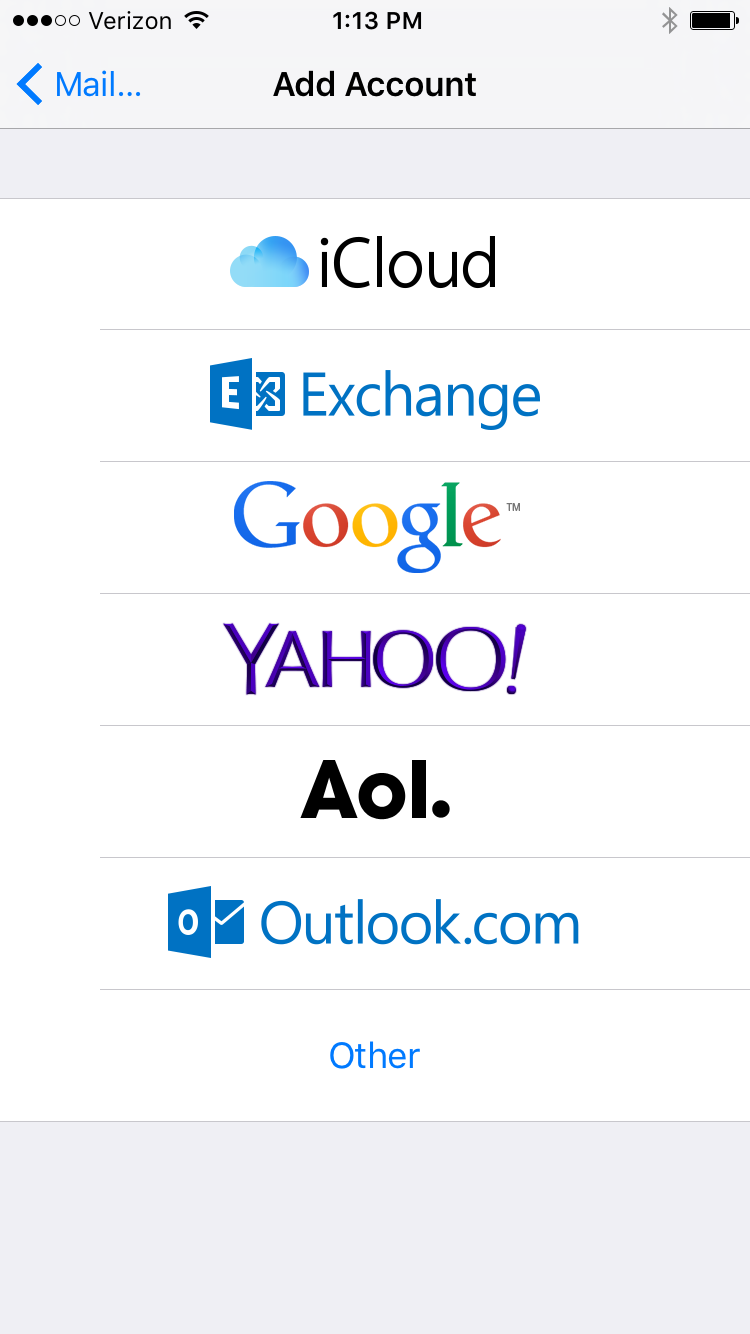 Verizon 1:13 PM
Mail... Add Account
iCloud
E Exchange
Google™
YAHOO!
Aol.
O Outlook.com
Other